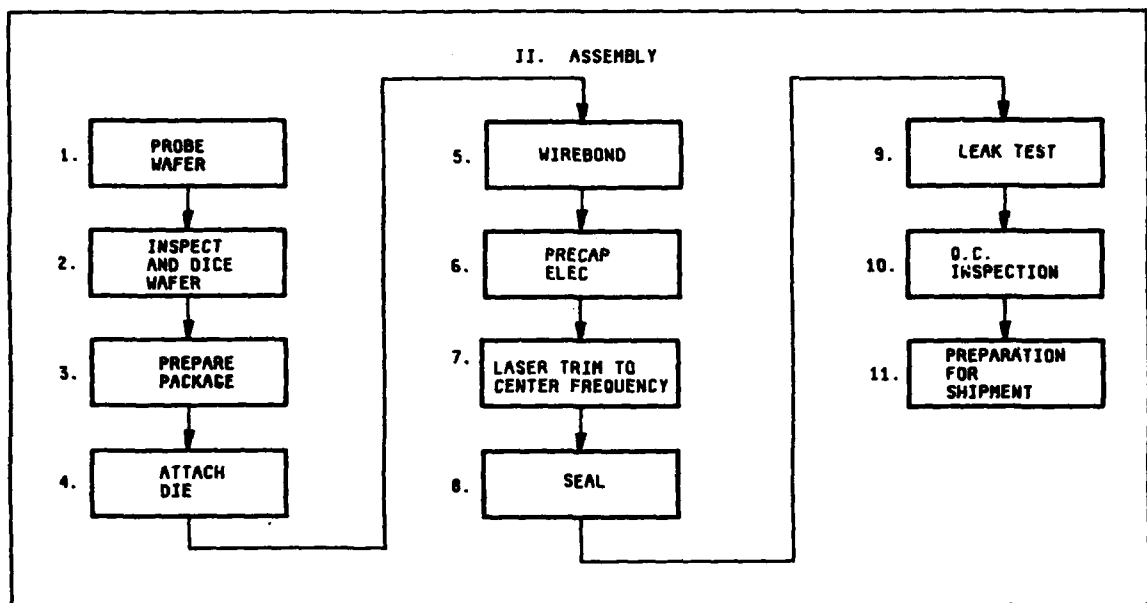 II. ASSEMBLY
1. PROBE
WAFER
2. INSPECT
AND DICE
WAFER
3. PREPARE
PACKAGE
4. ATTACH
DIE
5. WIREBOND
6. PRECAP
ELEC
7. LASER TRIM TO
CENTER FREQUENCY
8. SEAL
9. LEAK TEST
10. Q.C.
INSPECTION
11. PREPARATION
FOR
SHIPMENT